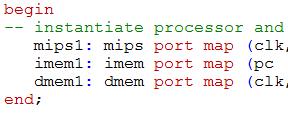 begin
-- instantiate processor and
mips1: mips port map (clk,
imem1: imem port map (pc
dmem1: dmem port map (clk,
end;